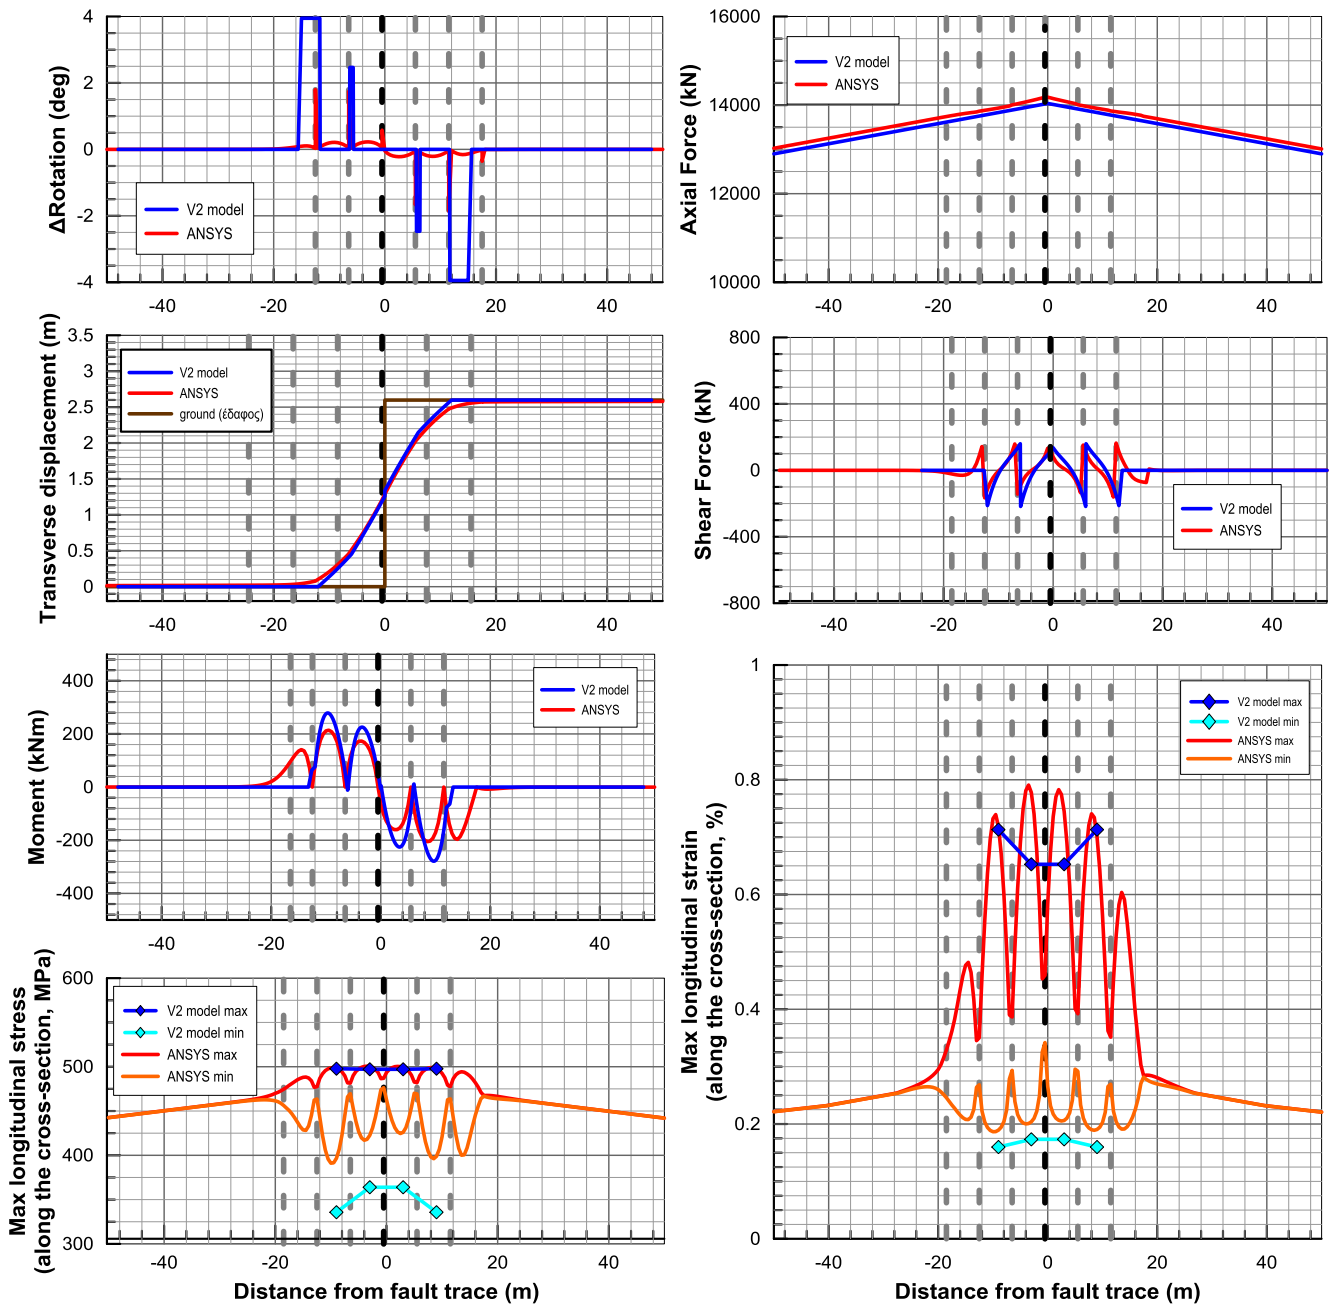 ΔRotation (deg)
4
2
0
-2
-4
V2 model
ANSYS
-40
-20
0
20
40
Axial Force (kN)
16000
14000
12000
10000
V2 model
ANSYS
-40
-20
0
20
40
Transverse displacement (m)
3.5
3
2.5
2
1.5
1
0.5
0
V2 model
ANSYS
ground (έδαφος)
-40
-20
0
20
40
Shear Force (kN)
800
400
0
-400
-800
V2 model
ANSYS
-40
-20
0
20
40
Moment (kNm)
400
200
0
-200
-400
V2 model
ANSYS
-40
-20
0
20
40
Max longitudinal stress
(along the cross-section, MPa)
600
500
400
300
V2 model max
V2 model min
ANSYS max
ANSYS min
-40
-20
0
20
40
Distance from fault trace (m)
Max longitudinal strain
(along the cross-section, %)
1
0.8
0.6
0.4
0.2
0
V2 model max
V2 model min
ANSYS max
ANSYS min
-40
-20
0
20
40
Distance from fault trace (m)